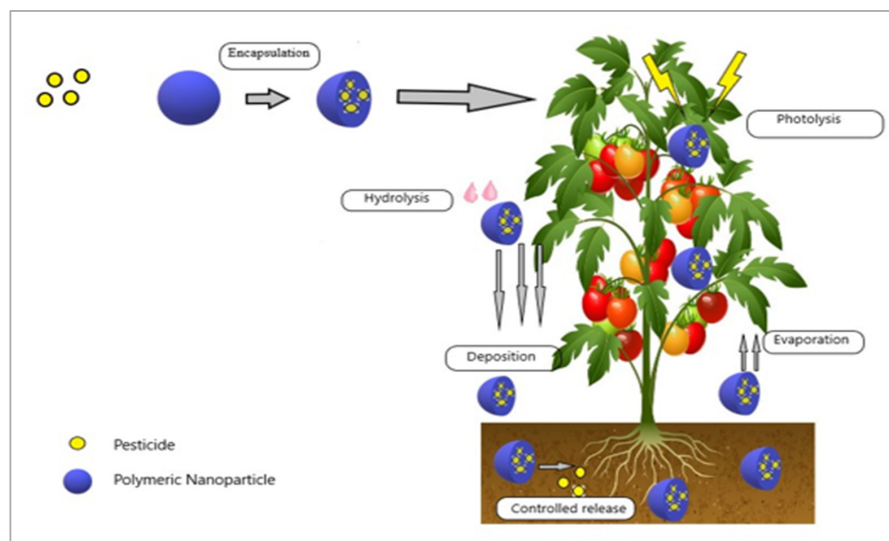 Encapsulation
Photolysis
Hydrolysis
Evaporation
Deposition
Pesticide
Polymeric Nanoparticle
Controlled release